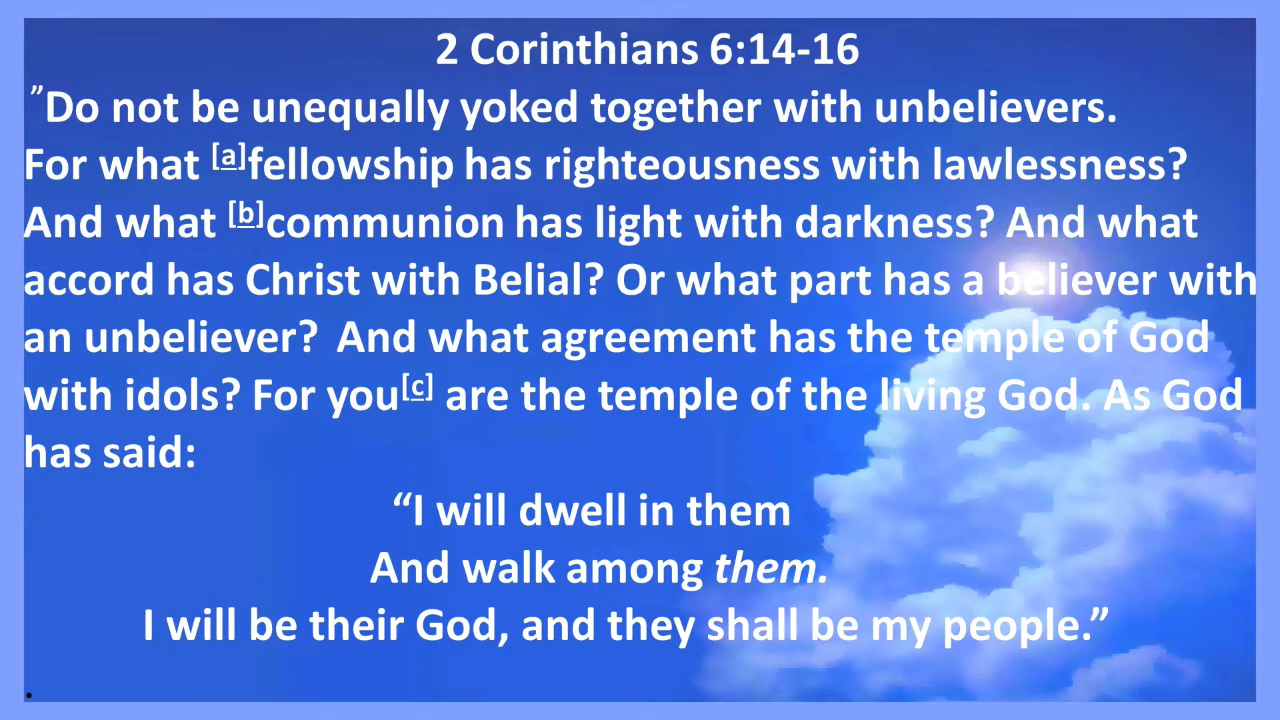 2 Corinthians 6:14-16
”Do not be unequally yoked together with unbelievers.
For what [a]fellowship has righteousness with lawlessness?
And what [b]communion has light with darkness? And what
accord has Christ with Belial? Or what part has a believer with
an unbeliever? And what agreement has the temple of God
with idols? For you[c] are the temple of the living God. As God
has said:
“I will dwell in them
And walk among them.
I will be their God, and they shall be my people.”
.